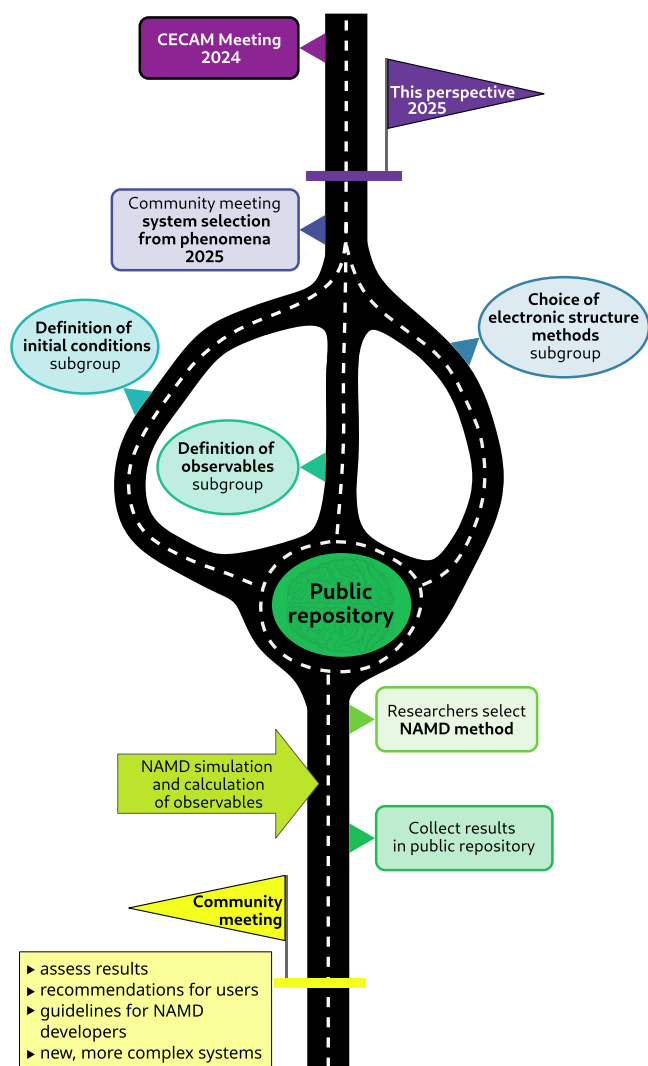 CECAM Meeting
2024
This perspective
2025
Community meeting
system selection
from phenomena
2025
Choice of
electronic structure
methods
subgroup
Definition of
initial conditions
subgroup
Definition of
observables
subgroup
Public
repository
Researchers select
NAMD method
NAMD simulation
and calculation
of observables
Collect results
in public repository
Community
meeting
assess results
recommendations for users
guidelines for NAMD
developers
new, more complex systems